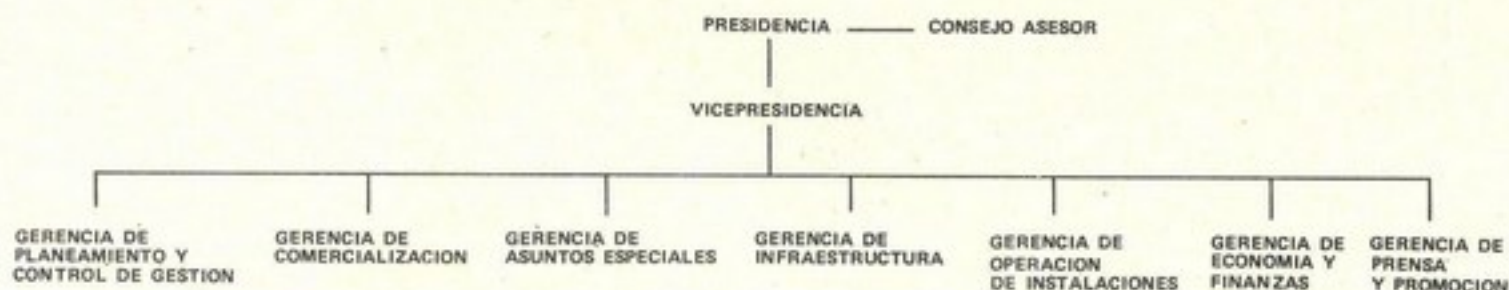 PRESIDENCIA
CONSEJO ASESOR
VICEPRESIDENCIA
GERENCIA DE
PLANEAMIENTO Y
CONTROL DE GESTION
GERENCIA DE
COMERCIALIZACION
GERENCIA DE
ASUNTOS ESPECIALES
GERENCIA DE
INFRAESTRUCTURA
GERENCIA DE
OPERACION
DE INSTALACIONES
GERENCIA DE
ECONOMIA Y
FINANZAS
GERENCIA DE
PRENSA
Y PROMOCION